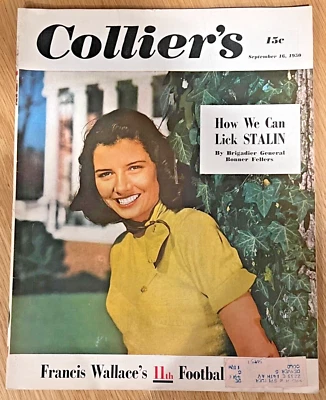 Collier's
15c
September 16, 1950
How We Can
Lick STALIN
By Brigadier General
Bonner Fellers
Francis Wallace's 11th Footbal